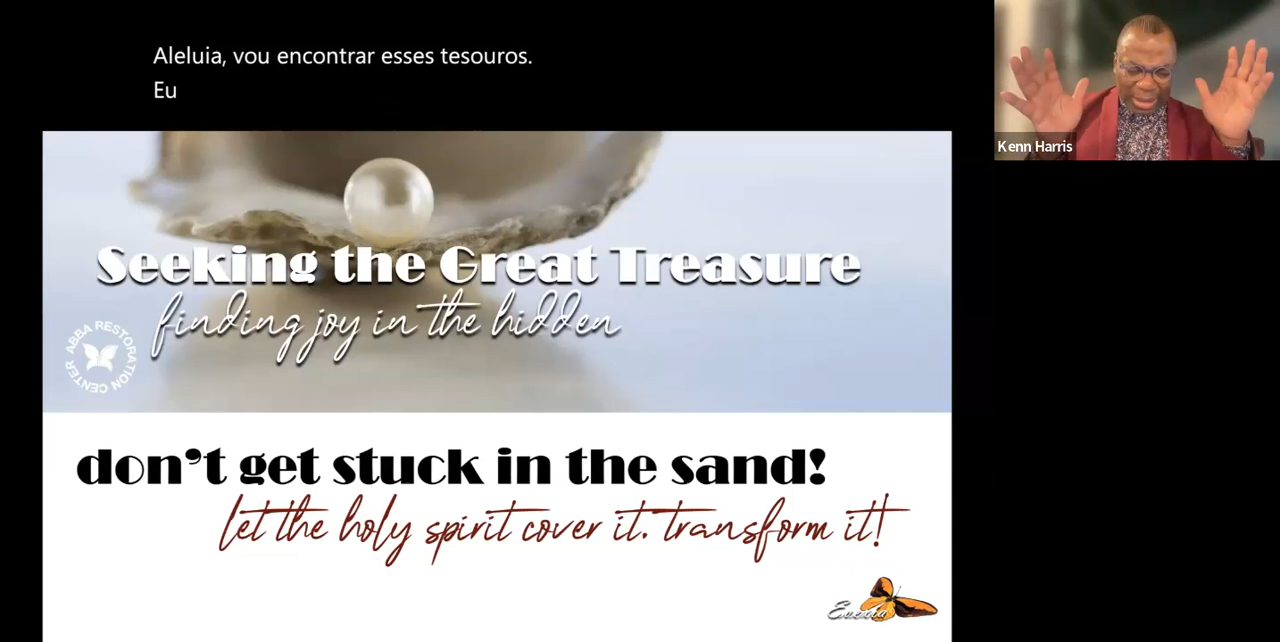 Aleluia, vou encontrar esses tesouros.
Eu
Kenn Harris
Seeking the Great Treasure
finding joy in the hidden
ABBA RESTORATION CENTER
don't get stuck in the sand!
let the holy spirit cover it. transform it!